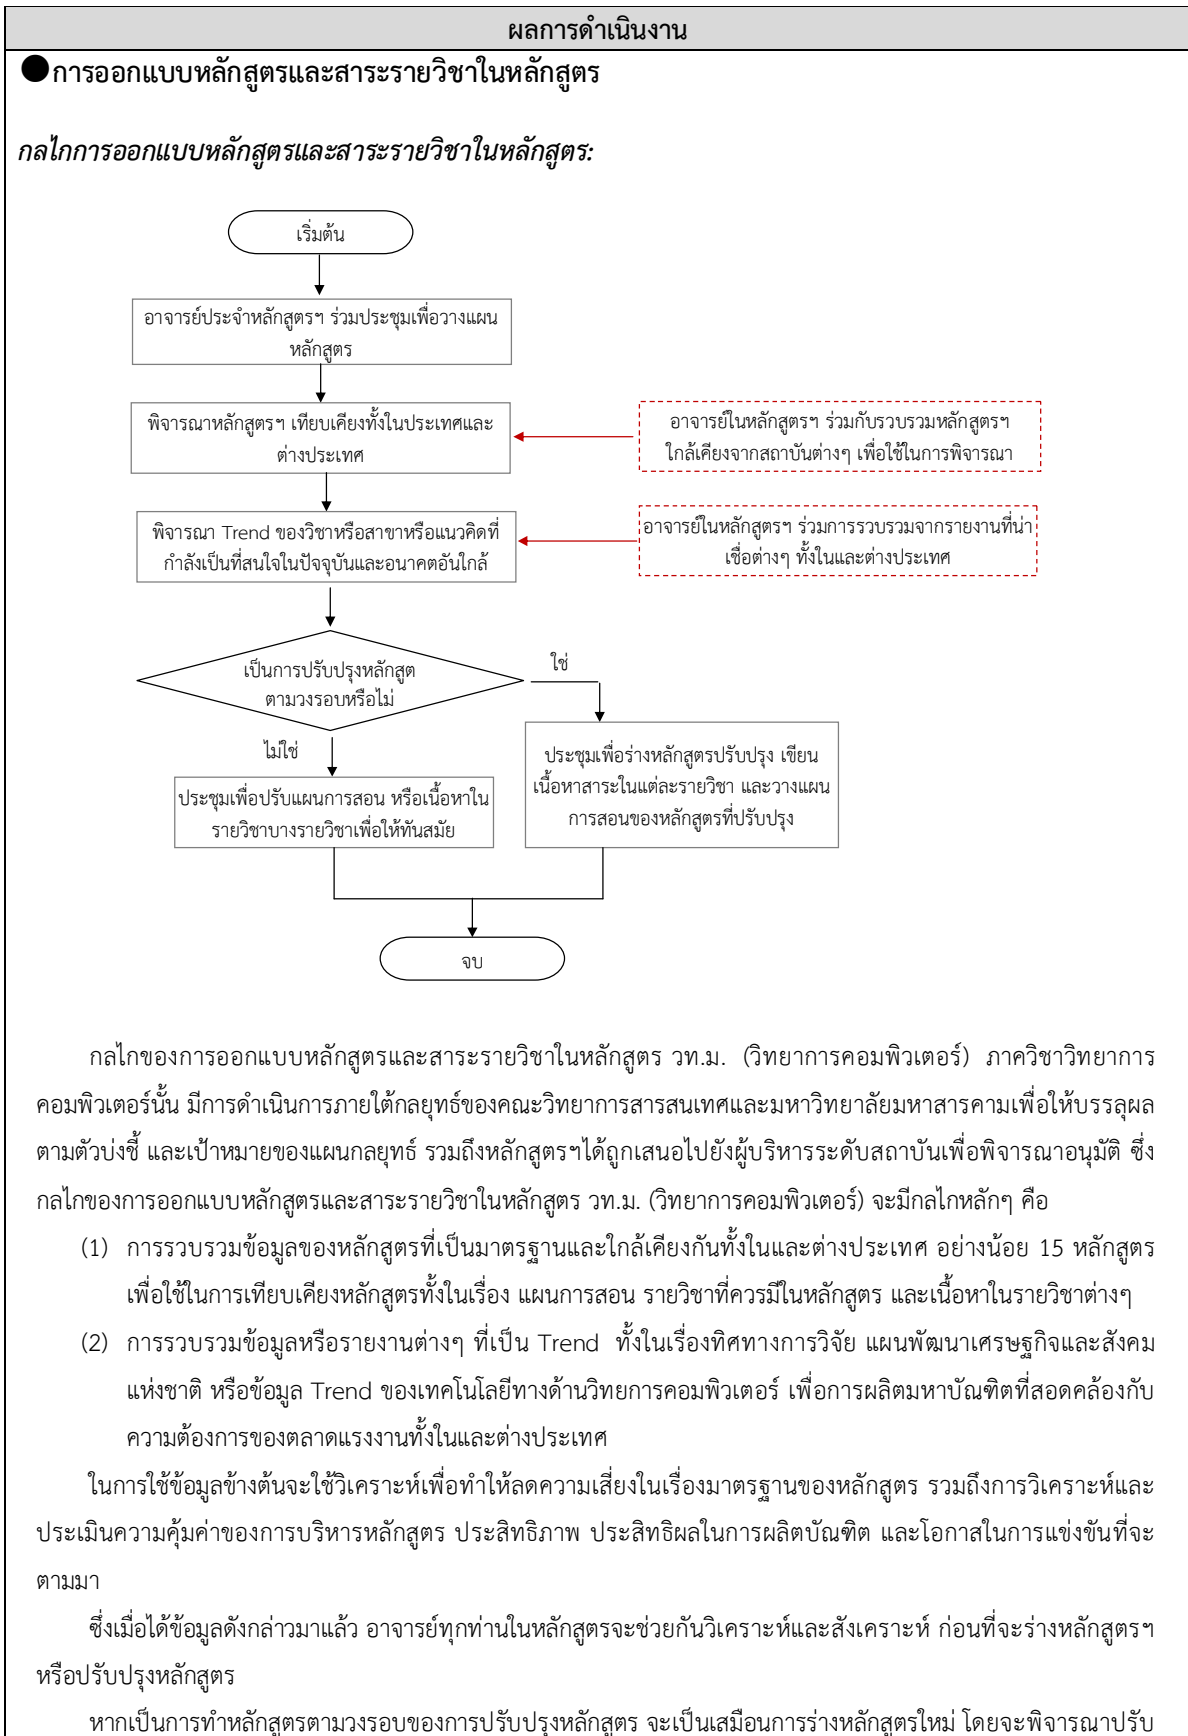 ผลการดำเนินงาน
●การออกแบบหลักสูตรและสาระรายวิชาในหลักสูตร
กลไกการออกแบบหลักสูตรและสาระรายวิชาในหลักสูตร:
เริ่มต้น
อาจารย์ประจำหลักสูตรฯ ร่วมประชุมเพื่อวางแผน
หลักสูตร
พิจารณาหลักสูตรฯ เทียบเคียงทั้งในประเทศและ
ต่างประเทศ
อาจารย์ในหลักสูตรฯ ร่วมกับรวบรวมหลักสูตรฯ
ใกล้เคียงจากสถาบันต่างๆ เพื่อใช้ในการพิจารณา
พิจารณา Trend ของวิชาหรือสาขาหรือแนวคิดที่
กำลังเป็นที่สนใจในปัจจุบันและอนาคตอันใกล้
อาจารย์ในหลักสูตรฯ ร่วมการรวบรวมจากรายงานที่น่า
เชื่อต่างๆ ทั้งในและต่างประเทศ
เป็นการปรับปรุงหลักสูต
ตามวงรอบหรือไม่
ใช่
ไม่ใช่
ประชุมเพื่อร่างหลักสูตรปรับปรุง เขียน
เนื้อหาสาระในแต่ละรายวิชา และวางแผน
การสอนของหลักสูตรที่ปรับปรุง
ประชุมเพื่อปรับแผนการสอน หรือเนื้อหาใน
รายวิชาบางรายวิชาเพื่อให้ทันสมัย
จบ
กลไกของการออกแบบหลักสูตรและสาระรายวิชาในหลักสูตร วท.ม. (วิทยาการคอมพิวเตอร์) ภาควิชาวิทยาการ
คอมพิวเตอร์นั้น มีการดำเนินการภายใต้กลยุทธ์ของคณะวิทยาการสารสนเทศและมหาวิทยาลัยมหาสารคามเพื่อให้บรรลุผล
ตามตัวบ่งชี้ และเป้าหมายของแผนกลยุทธ์ รวมถึงหลักสูตรฯได้ถูกเสนอไปยังผู้บริหารระดับสถาบันเพื่อพิจารณาอนุมัติ ซึ่ง
กลไกของการออกแบบหลักสูตรและสาระรายวิชาในหลักสูตร วท.ม. (วิทยาการคอมพิวเตอร์) จะมีกลไกหลักๆ คือ
(1) การรวบรวมข้อมูลของหลักสูตรที่เป็นมาตรฐานและใกล้เคียงกันทั้งในและต่างประเทศ อย่างน้อย 15 หลักสูตร
เพื่อใช้ในการเทียบเคียงหลักสูตรทั้งในเรื่อง แผนการสอน รายวิชาที่ควรมีในหลักสูตร และเนื้อหาในรายวิชาต่างๆ
(2) การรวบรวมข้อมูลหรือรายงานต่างๆ ที่เป็น Trend ทั้งในเรื่องทิศทางการวิจัย แผนพัฒนาเศรษฐกิจและสังคม
แห่งชาติ หรือข้อมูล Trend ของเทคโนโลยีทางด้านวิทยการคอมพิวเตอร์ เพื่อการผลิตมหาบัณฑิตที่สอดคล้องกับ
ความต้องการของตลาดแรงงานทั้งในและต่างประเทศ
ในการใช้ข้อมูลข้างต้นจะใช้วิเคราะห์เพื่อทำให้ลดความเสี่ยงในเรื่องมาตรฐานของหลักสูตร รวมถึงการวิเคราะห์และ
ประเมินความคุ้มค่าของการบริหารหลักสูตร ประสิทธิภาพ ประสิทธิผลในการผลิตบัณฑิต และโอกาสในการแข่งขันที่จะ
ตามมา
ซึ่งเมื่อได้ข้อมูลดังกล่าวมาแล้ว อาจารย์ทุกท่านในหลักสูตรจะช่วยกันวิเคราะห์และสังเคราะห์ ก่อนที่จะร่างหลักสูตรฯ
หรือปรับปรุงหลักสูตร
หากเป็นการทำหลักสูตรตามวงรอบของการปรับปรุงหลักสูตร จะเป็นเสมือนการร่างหลักสูตรใหม่ โดยจะพิจารณาปรับ